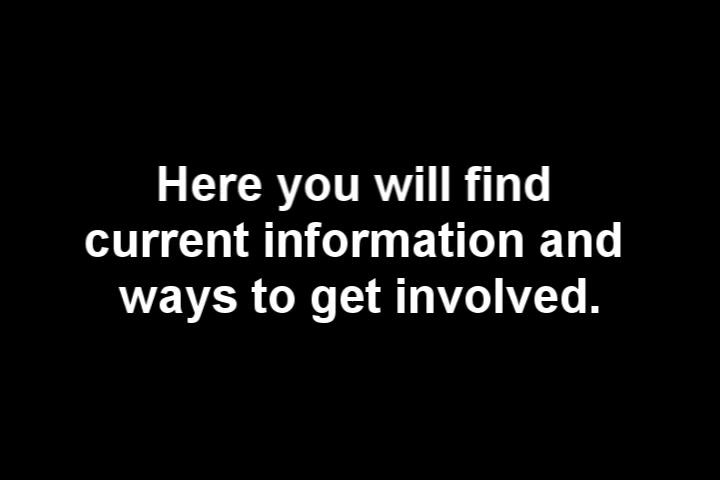 Here you will find
current information and
ways to get involved.